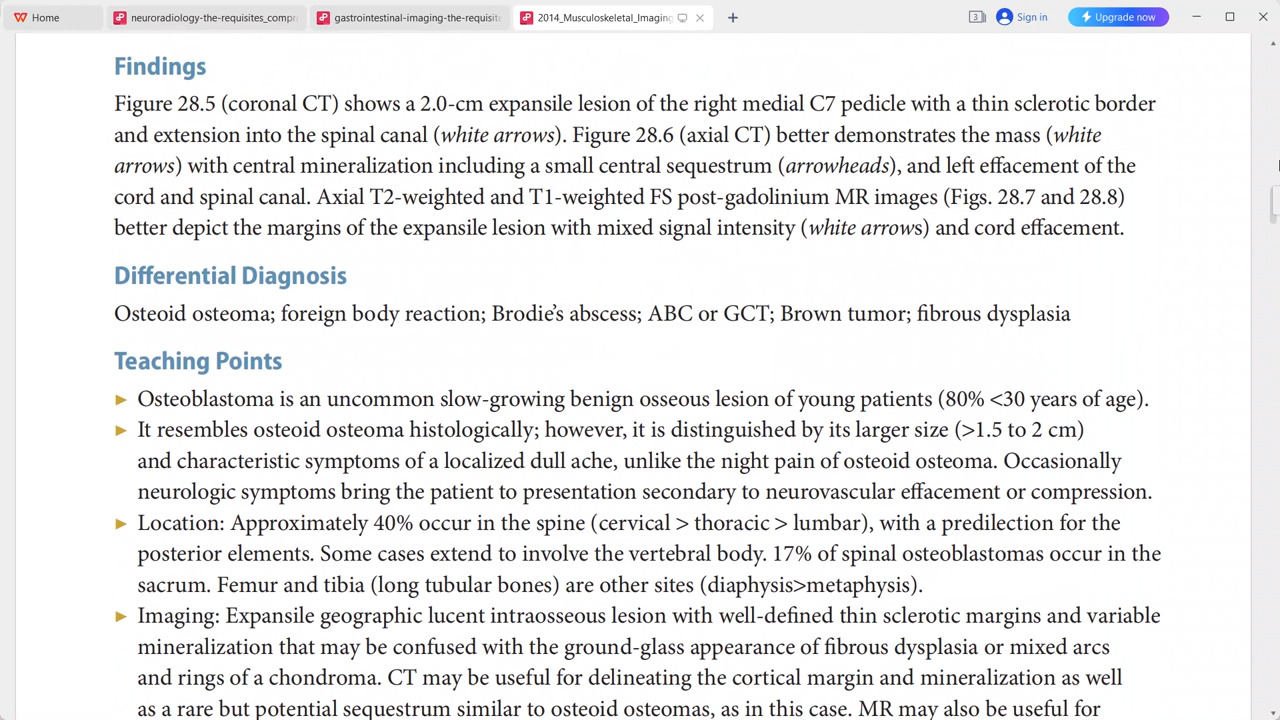 Home
neuroradiology-the-requisites_compr
gastrointestinal-imaging-the-requisite
2014_Musculoskeletal_Imaging
3
Sign in
Upgrade now
Findings
Figure 28.5 (coronal CT) shows a 2.0-cm expansile lesion of the right medial C7 pedicle with a thin sclerotic border
and extension into the spinal canal (white arrows). Figure 28.6 (axial CT) better demonstrates the mass (white
arrows) with central mineralization including a small central sequestrum (arrowheads), and left effacement of the
cord and spinal canal. Axial T2-weighted and T1-weighted FS post-gadolinium MR images (Figs. 28.7 and 28.8)
better depict the margins of the expansile lesion with mixed signal intensity (white arrows) and cord effacement.
Differential Diagnosis
Osteoid osteoma; foreign body reaction; Brodie’s abscess; ABC or GCT; Brown tumor; fibrous dysplasia
Teaching Points
► Osteoblastoma is an uncommon slow-growing benign osseous lesion of young patients (80% <30 years of age).
► It resembles osteoid osteoma histologically; however, it is distinguished by its larger size (>1.5 to 2 cm)
and characteristic symptoms of a localized dull ache, unlike the night pain of osteoid osteoma. Occasionally
neurologic symptoms bring the patient to presentation secondary to neurovascular effacement or compression.
► Location: Approximately 40% occur in the spine (cervical > thoracic > lumbar), with a predilection for the
posterior elements. Some cases extend to involve the vertebral body. 17% of spinal osteoblastomas occur in the
sacrum. Femur and tibia (long tubular bones) are other sites (diaphysis>metaphysis).
► Imaging: Expansile geographic lucent intraosseous lesion with well-defined thin sclerotic margins and variable
mineralization that may be confused with the ground-glass appearance of fibrous dysplasia or mixed arcs
and rings of a chondroma. CT may be useful for delineating the cortical margin and mineralization as well
as a rare but potential sequestrum similar to osteoid osteomas, as in this case. MR may also be useful for